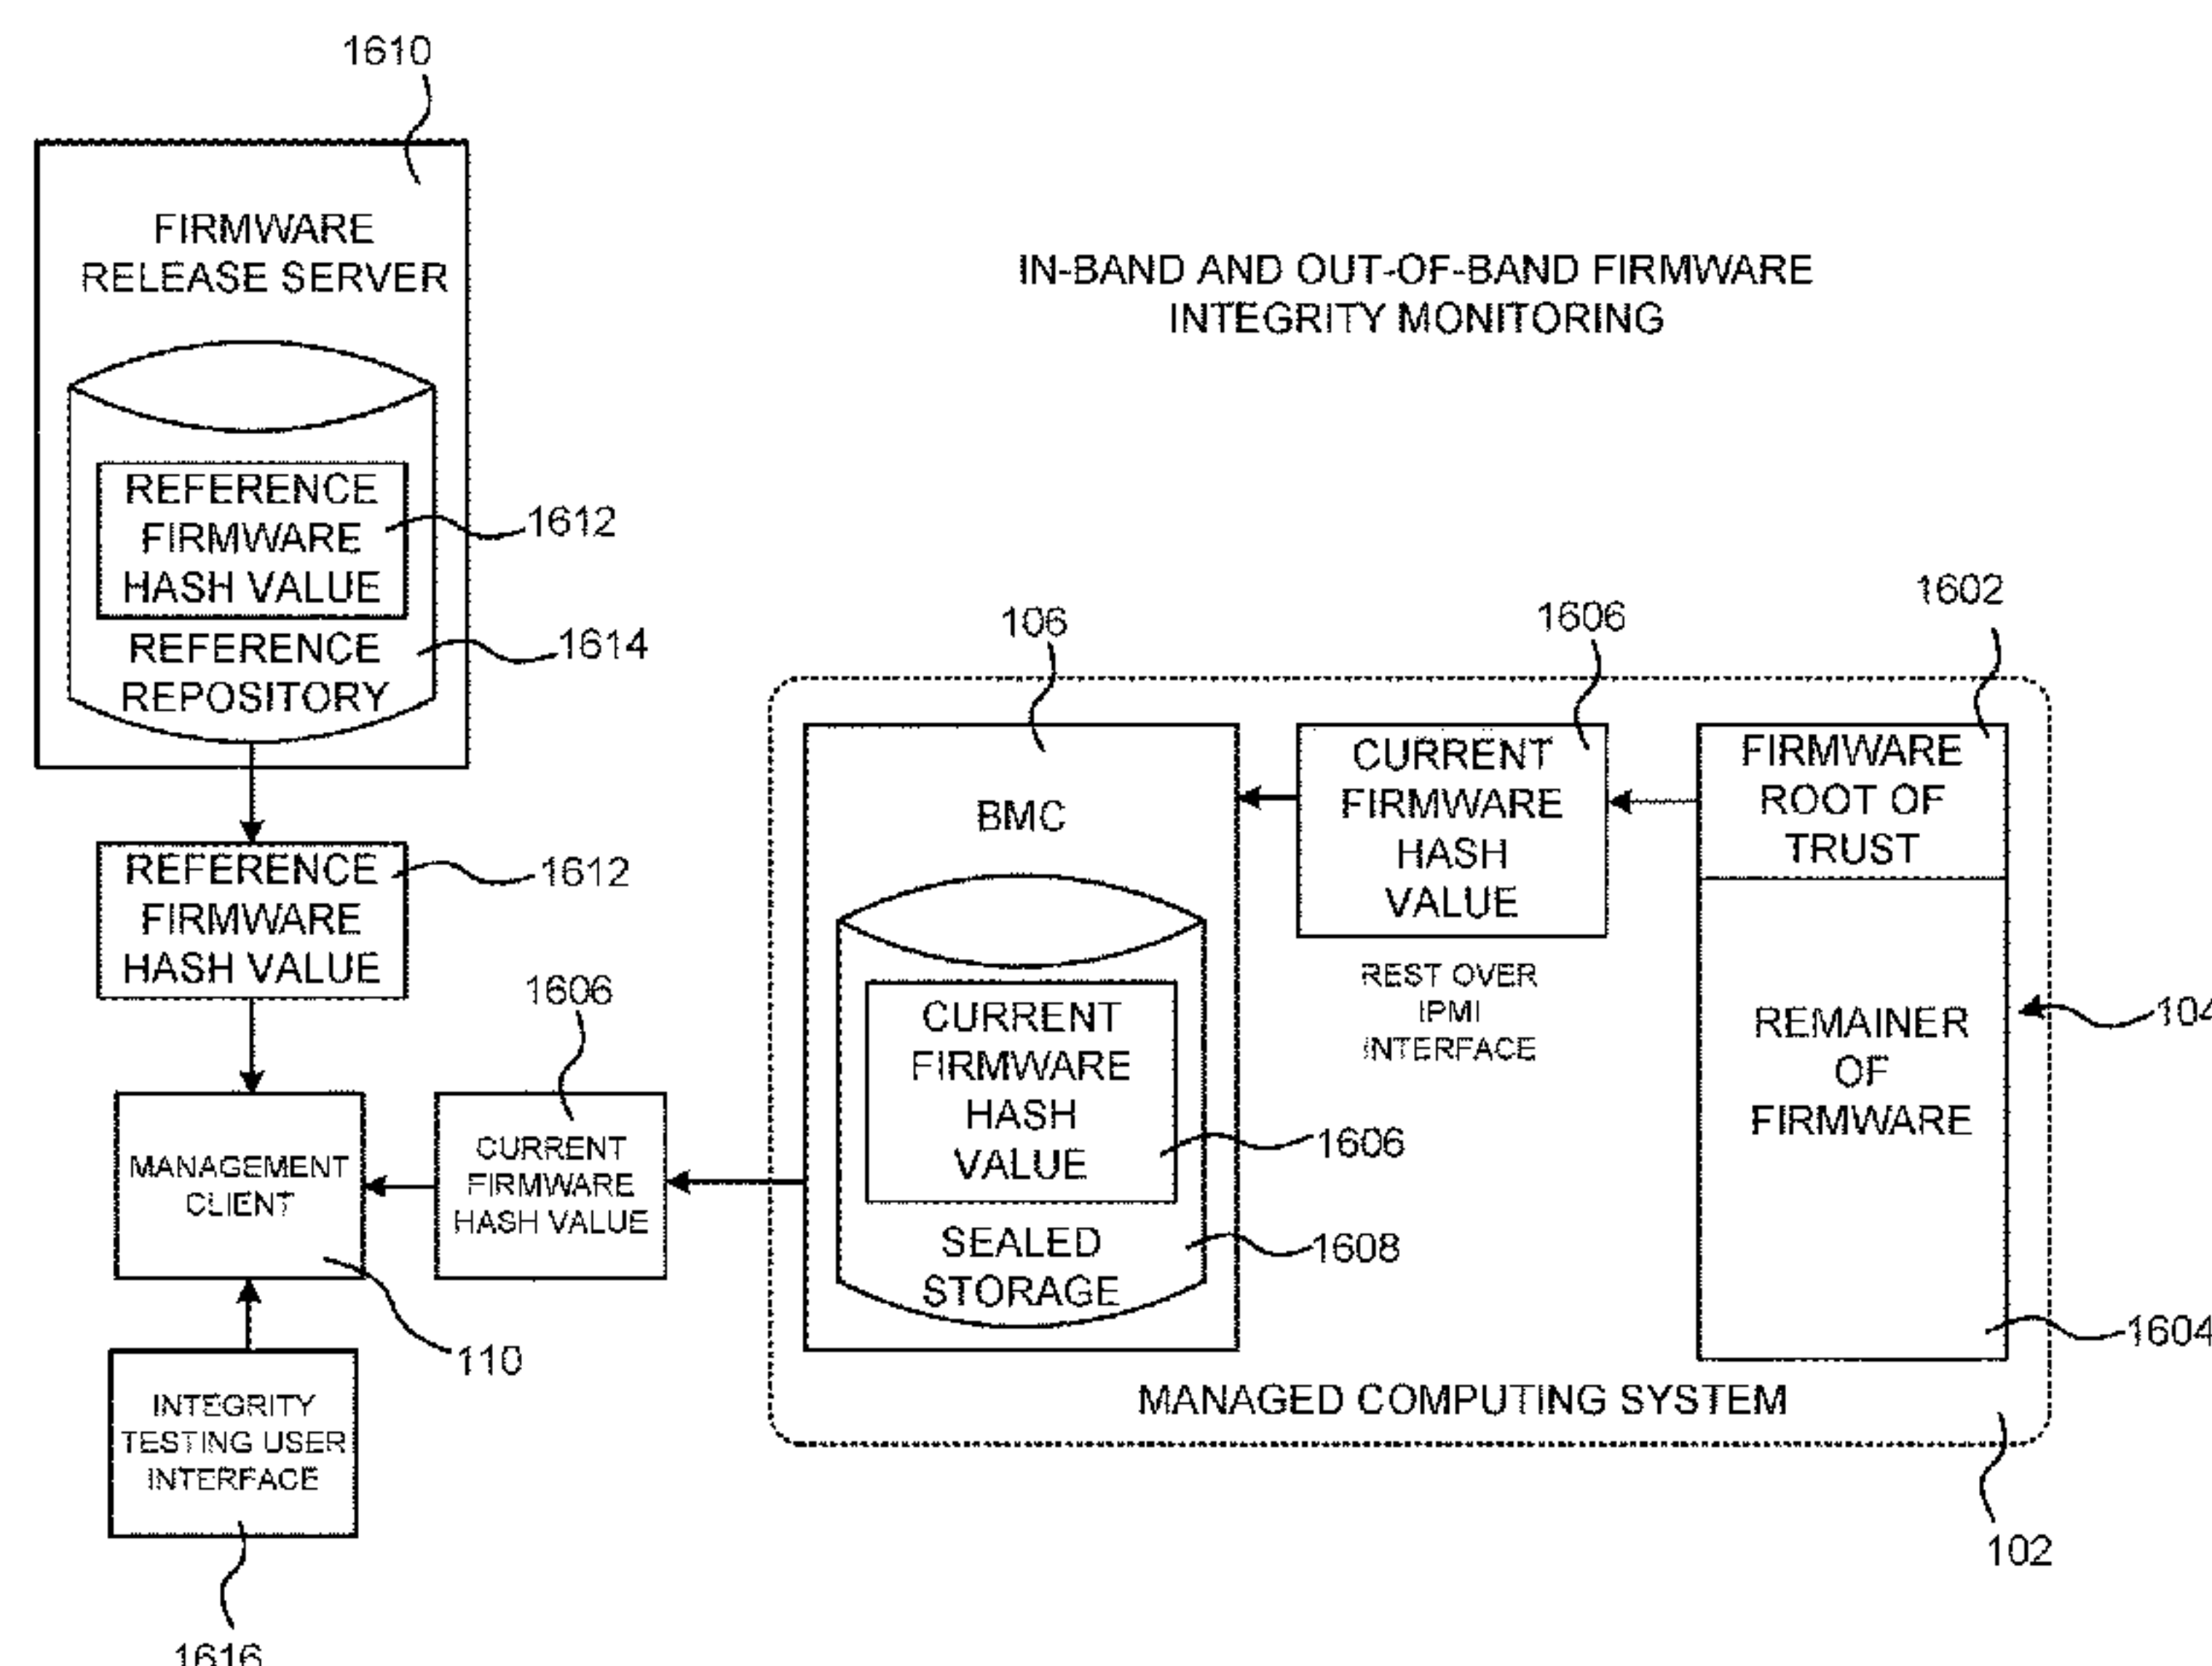 1610
FIRMWARE
RELEASE SERVER
IN-BAND AND OUT-OF-BAND FIRMWARE
INTEGRITY MONITORING
REFERENCE
FIRMWARE
HASH VALUE
1612
REFERENCE
REPOSITORY
1614
REFERENCE
FIRMWARE
HASH VALUE
1612
MANAGEMENT
CLIENT
110
1606
CURRENT
FIRMWARE
HASH VALUE
INTEGRITY
TESTING USER
INTERFACE
1616
106
BMC
CURRENT
FIRMWARE
HASH
VALUE
1606
SEALED
STORAGE
1608
1606
CURRENT
FIRMWARE
HASH
VALUE
REST OVER
IPMI
INTERFACE
1602
FIRMWARE
ROOT OF
TRUST
REMAINER
OF
FIRMWARE
104
1604
MANAGED COMPUTING SYSTEM
102